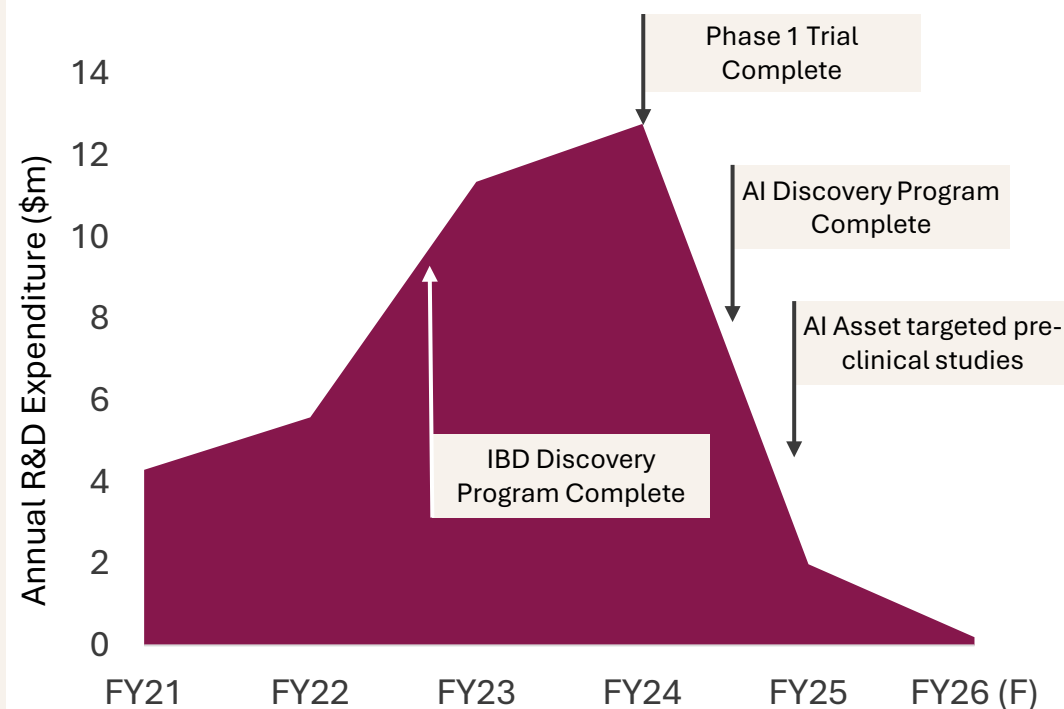 Annual R&D Expenditure ($m)
14
12
10
8
6
4
2
0
Phase 1 Trial
Complete
AI Discovery Program
Complete
AI Asset targeted pre-
clinical studies
IBD Discovery
Program Complete
FY21 FY22 FY23 FY24 FY25 FY26 (F)